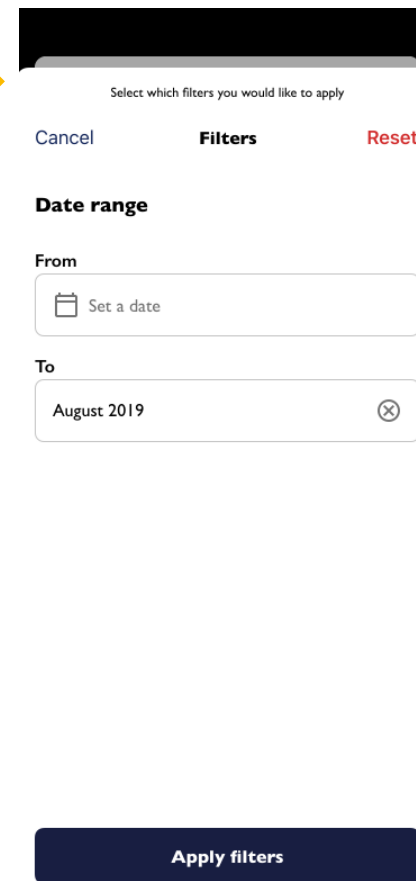 Select which filters you would like to apply
Cancel Filters Reset
Date range
From
Set a date
To
August 2019
Apply filters